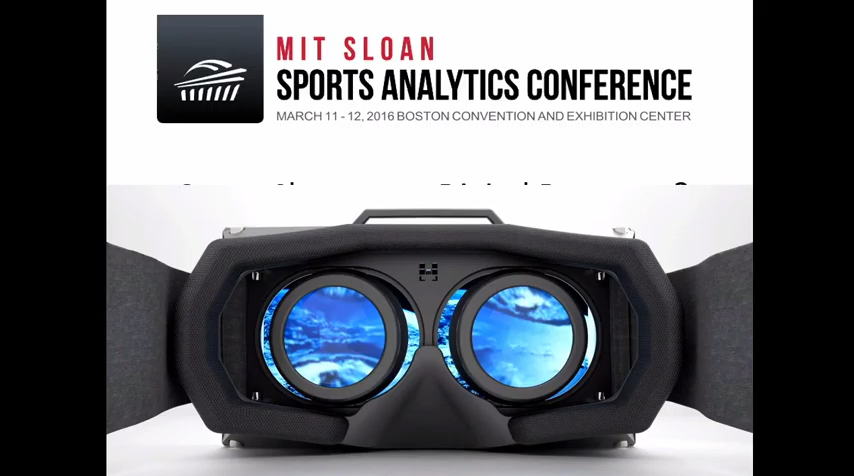 MIT SLOAN
SPORTS ANALYTICS CONFERENCE
MARCH 11 - 12, 2016 BOSTON CONVENTION AND EXHIBITION CENTER